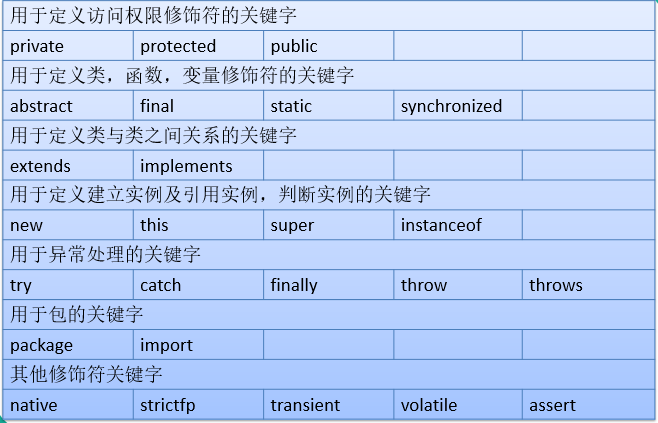 用于定义访问权限修饰符的关键字
private protected public
用于定义类，函数，变量修饰符的关键字
abstract final static synchronized
用于定义类与类之间关系的关键字
extends implements
用于定义建立实例及引用实例，判断实例的关键字
new this super instanceof
用于异常处理的关键字
try catch finally throw throws
用于包的关键字
package import
其他修饰符关键字
native strictfp transient volatile assert